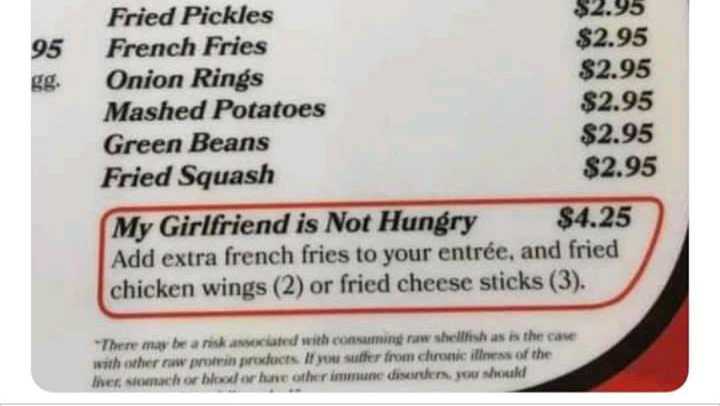 Fried Pickles $2.95
95 French Fries $2.95
gg. Onion Rings $2.95
Mashed Potatoes $2.95
Green Beans $2.95
Fried Squash $2.95
My Girlfriend is Not Hungry $4.25
Add extra french fries to your entrée, and fried
chicken wings (2) or fried cheese sticks (3).
"There may be a risk associated with consuming raw shellfish as is the case
with other raw protein products. If you suffer from chronic illness of the
liver, stomach or blood or have other immune disorders, you should